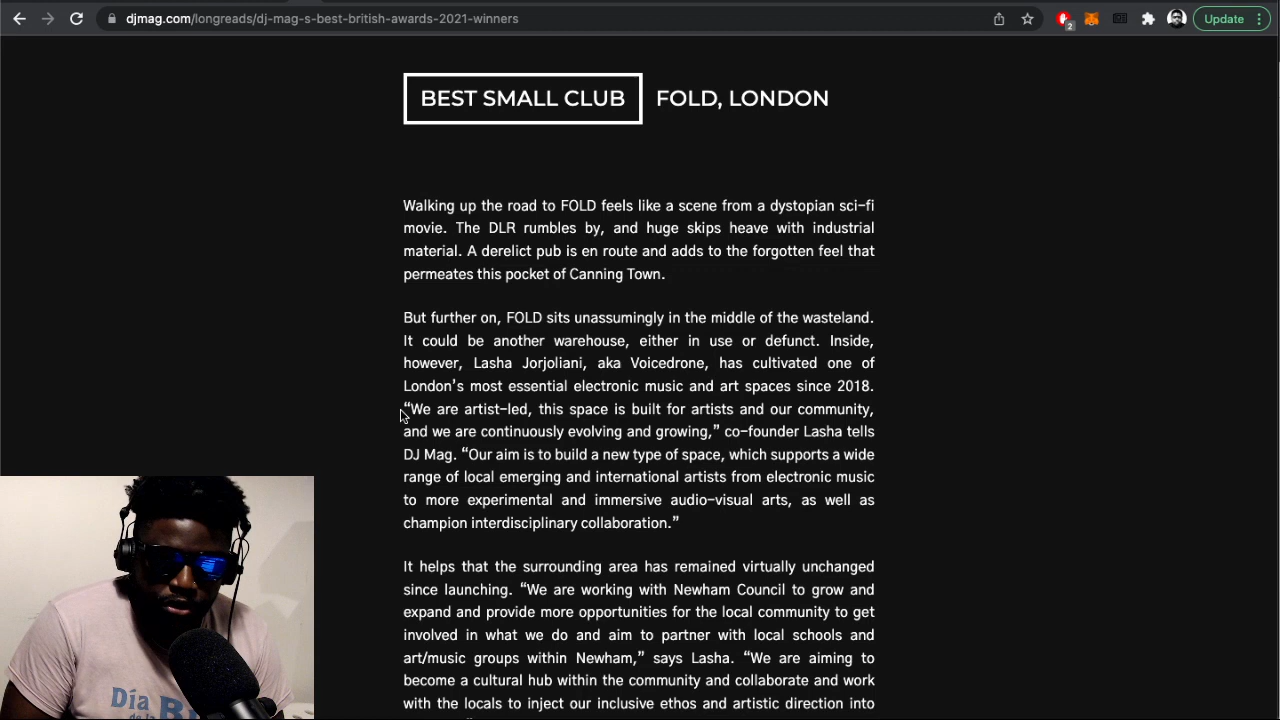 djmag.com/longreads/dj-mag-s-best-british-awards-2021-winners
2
Update
BEST SMALL CLUB FOLD, LONDON
Walking up the road to FOLD feels like a scene from a dystopian sci-fi
movie. The DLR rumbles by, and huge skips heave with industrial
material. A derelict pub is en route and adds to the forgotten feel that
permeates this pocket of Canning Town.
But further on, FOLD sits unassumingly in the middle of the wasteland.
It could be another warehouse, either in use or defunct. Inside,
however, Lasha Jorjoliani, aka Voicedrone, has cultivated one of
London’s most essential electronic music and art spaces since 2018.
“We are artist-led, this space is built for artists and our community,
and we are continuously evolving and growing,” co-founder Lasha tells
DJ Mag. “Our aim is to build a new type of space, which supports a wide
range of local emerging and international artists from electronic music
to more experimental and immersive audio-visual arts, as well as
champion interdisciplinary collaboration.”
It helps that the surrounding area has remained virtually unchanged
since launching. “We are working with Newham Council to grow and
expand and provide more opportunities for the local community to get
involved in what we do and aim to partner with local schools and
art/music groups within Newham,” says Lasha. “We are aiming to
become a cultural hub within the community and collaborate and work
with the locals to inject our inclusive ethos and artistic direction into
Día
de la